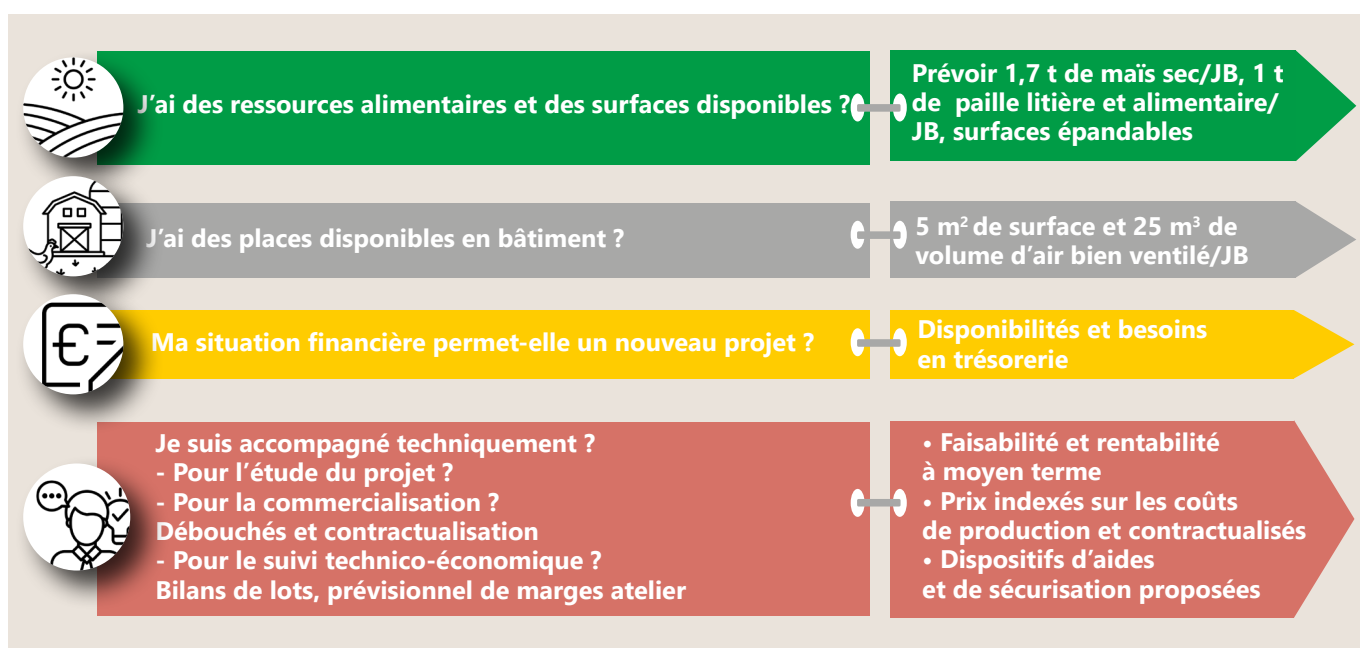 J'ai des ressources alimentaires et des surfaces disponibles ?
Prévoir 1,7 t de maïs sec/JB, 1 t
de paille litière et alimentaire/
JB, surfaces épandables
J'ai des places disponibles en bâtiment ?
5 m² de surface et 25 m³ de
volume d'air bien ventilé/JB
Ma situation financière permet-elle un nouveau projet ?
Disponibilités et besoins
en trésorerie
Je suis accompagné techniquement ?
- Pour l'étude du projet ?
- Pour la commercialisation ?
Débouchés et contractualisation
- Pour le suivi technico-économique ?
Bilans de lots, prévisionnel de marges atelier
• Faisabilité et rentabilité
à moyen terme
• Prix indexés sur les coûts
de production et contractualisés
• Dispositifs d'aides
et de sécurisation proposées